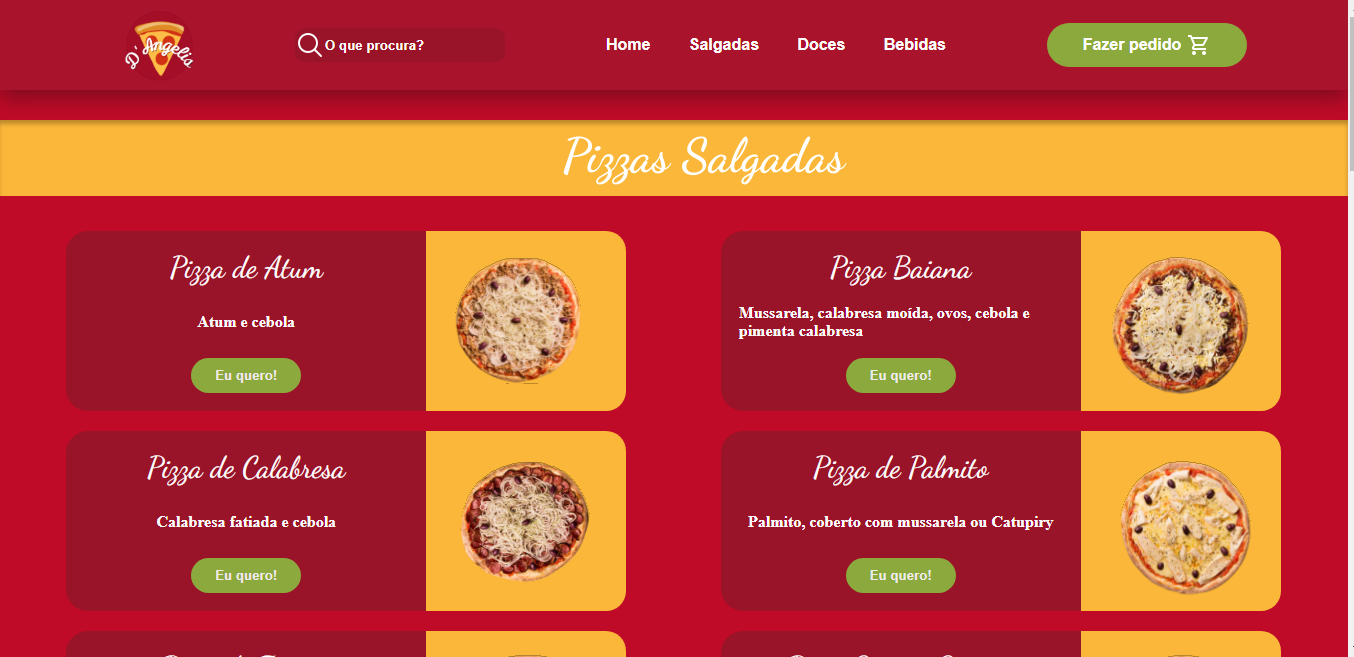 D'Angelis
O que procura?
Home
Salgadas
Doces
Bebidas
Fazer pedido
Pizzas Salgadas
Pizza de Atum
Atum e cebola
Eu quero!
Pizza Baiana
Mussarela, calabresa moída, ovos, cebola e
pimenta calabresa
Eu quero!
Pizza de Calabresa
Calabresa fatiada e cebola
Eu quero!
Pizza de Palmito
Palmito, coberto com mussarela ou Catupiry
Eu quero!